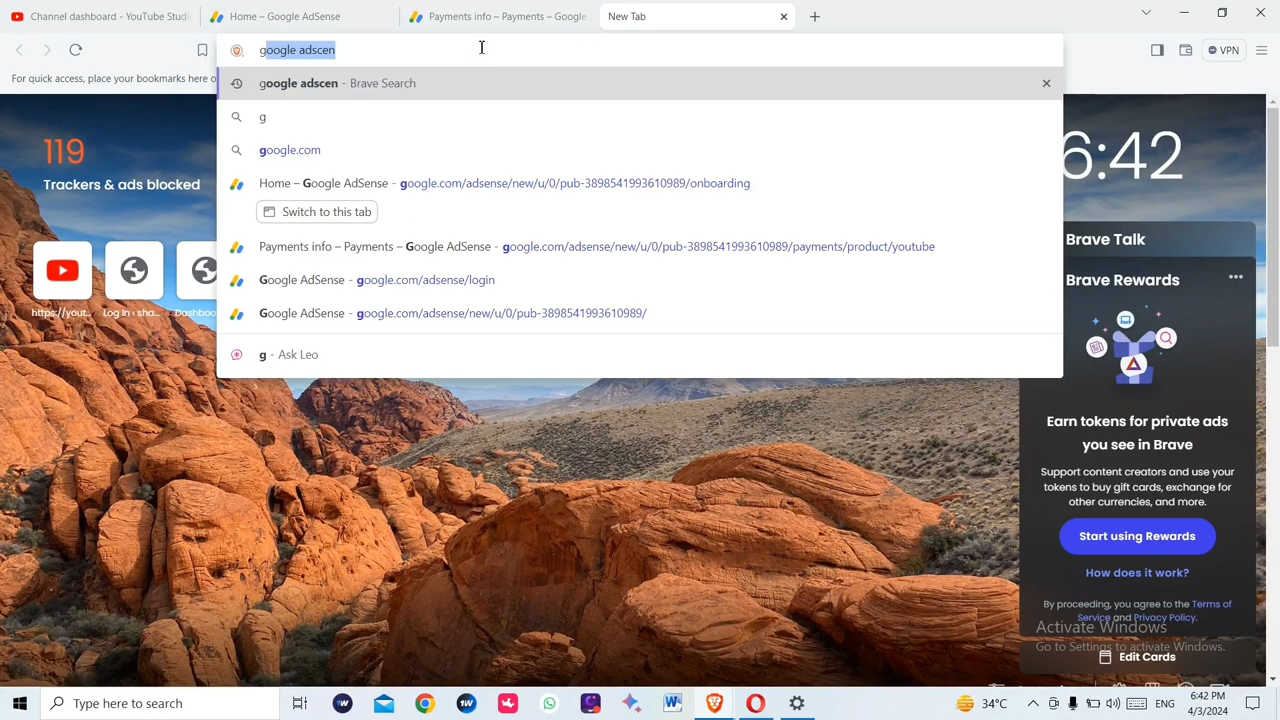 Channel dashboard - YouTube Studi
Home – Google AdSense
Payments info – Payments – Google
New Tab
google adscen
VPN
For quick access, place your bookmarks here o
google adscen - Brave Search
g
google.com
Home – Google AdSense - google.com/adsense/new/u/0/pub-3898541993610989/onboarding
Switch to this tab
Payments info – Payments – Google AdSense - google.com/adsense/new/u/0/pub-3898541993610989/payments/product/youtube
Google AdSense - google.com/adsense/login
Google AdSense - google.com/adsense/new/u/0/pub-3898541993610989/
g - Ask Leo
119
Trackers & ads blocked
6:42
https://yout...
Log In ‹ sha...
Dashboa
Brave Talk
Brave Rewards
Earn tokens for private ads
you see in Brave
Support content creators and use your
tokens to buy gift cards, exchange for
other currencies, and more.
Start using Rewards
How does it work?
By proceeding, you agree to the Terms of
Service and Privacy Policy.
Activate Windows
Go to Settings to activate Windows.
Edit Cards
Type here to search
1W
1W
W
34°C
ENG
6:42 PM
4/3/2024